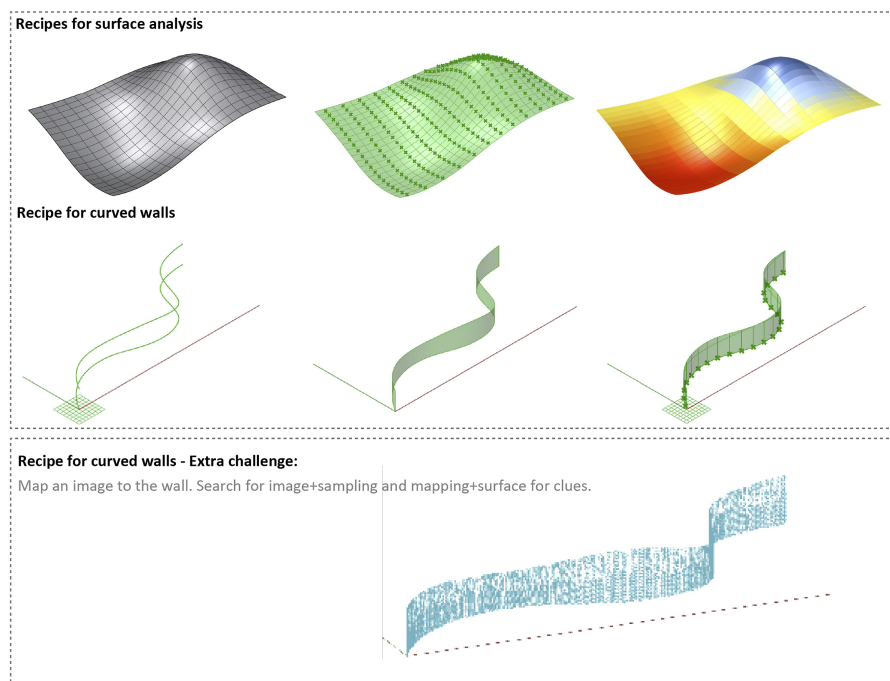 Recipes for surface analysis
Recipe for curved walls
Recipe for curved walls - Extra challenge:
Map an image to the wall. Search for image+sampling and mapping+surface for clues.